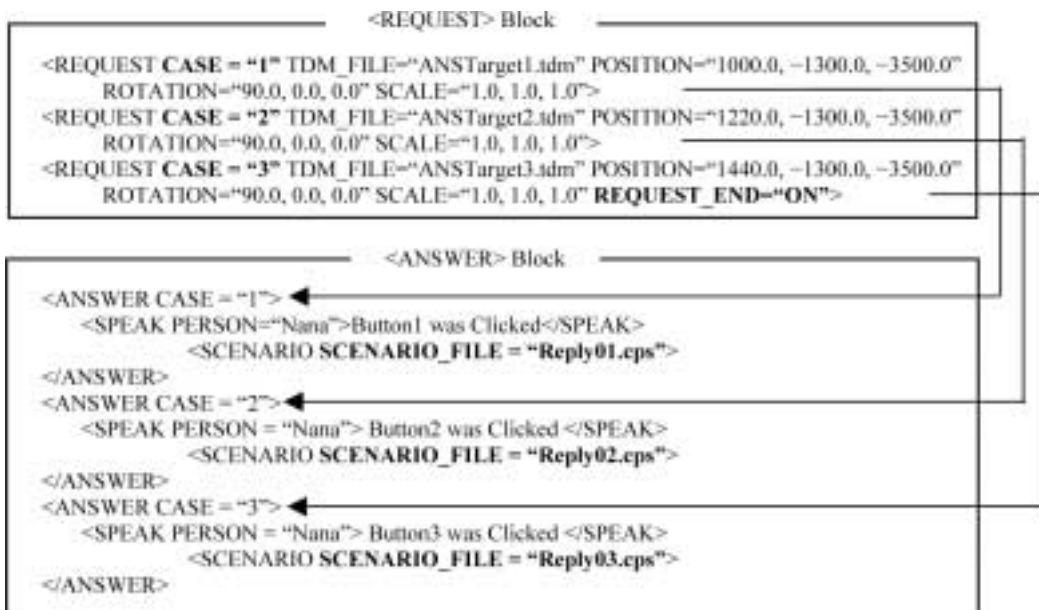 <REQUEST> Block
<REQUEST CASE = “1” TDM_FILE=“ANSTarget1.tdm” POSITION=“1000.0, −1300.0, −3500.0”
ROTATION=“90.0, 0.0, 0.0” SCALE=“1.0, 1.0, 1.0”>
<REQUEST CASE = “2” TDM_FILE=“ANSTarget2.tdm” POSITION=“1220.0, −1300.0, −3500.0”
ROTATION=“90.0, 0.0, 0.0” SCALE=“1.0, 1.0, 1.0”>
<REQUEST CASE = “3” TDM_FILE=“ANSTarget3.tdm” POSITION=“1440.0, −1300.0, −3500.0”
ROTATION=“90.0, 0.0, 0.0” SCALE=“1.0, 1.0, 1.0” REQUEST_END=“ON”>
<ANSWER> Block
<ANSWER CASE = “1”>
<SPEAK PERSON=“Nana”>Button1 was Clicked</SPEAK>
<SCENARIO SCENARIO_FILE = “Reply01.cps”>
</ANSWER>
<ANSWER CASE = “2”>
<SPEAK PERSON = “Nana”> Button2 was Clicked </SPEAK>
<SCENARIO SCENARIO_FILE = “Reply02.cps”>
</ANSWER>
<ANSWER CASE = “3”>
<SPEAK PERSON = “Nana”> Button3 was Clicked </SPEAK>
<SCENARIO SCENARIO_FILE = “Reply03.cps”>
</ANSWER>